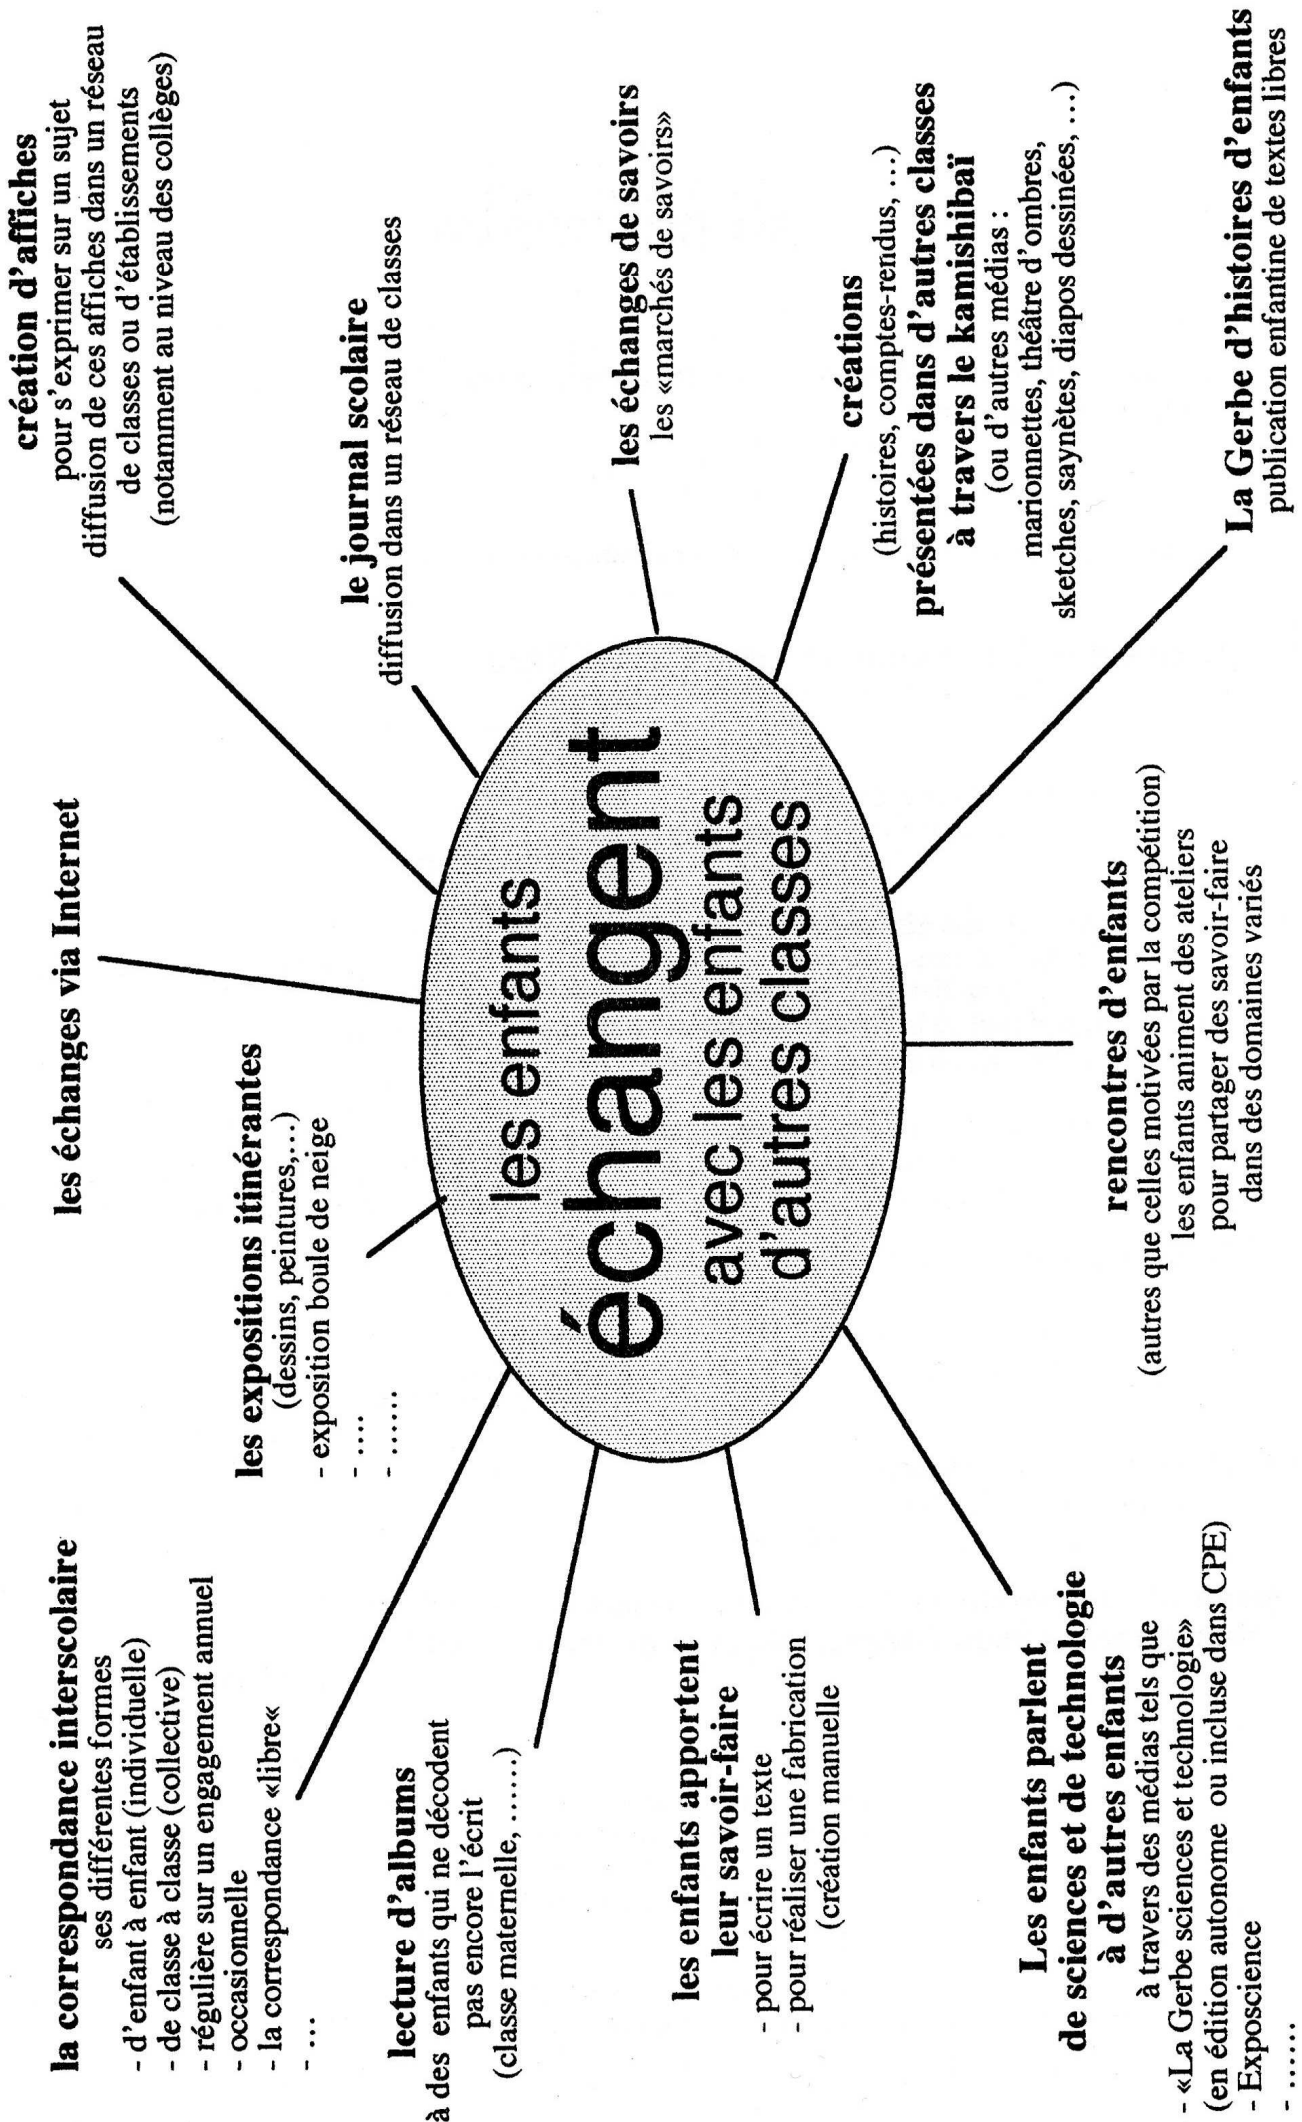 la correspondance interscolaire
ses différentes formes
- d'enfant à enfant (individuelle)
- de classe à classe (collective)
- régulière sur un engagement annuel
- occasionnelle
- la correspondance «libre«
- ...
les expositions itinérantes
(dessins, peintures,...)
- exposition boule de neige
- ....
- ......
les échanges via Internet
création d'affiches
pour s'exprimer sur un sujet
diffusion de ces affiches dans un réseau
de classes ou d'établissements
(notamment au niveau des collèges)
le journal scolaire
diffusion dans un réseau de classes
les échanges de savoirs
les «marchés de savoirs»
créations
(histoires, comptes-rendus, ...)
présentées dans d'autres classes
à travers le kamishibaï
(ou d'autres médias :
marionnettes, théâtre d'ombres,
sketches, saynètes, diapos dessinées, ...)
La Gerbe d'histoires d'enfants
publication enfantine de textes libres
les enfants
échangent
avec les enfants
d'autres classes
lecture d'albums
à des enfants qui ne décodent
pas encore l'écrit
(classe maternelle, ......)
les enfants apportent
leur savoir-faire
- pour écrire un texte
- pour réaliser une fabrication
(création manuelle
Les enfants parlent
de sciences et de technologie
à d'autres enfants
à travers des médias tels que
- «La Gerbe sciences et technologie»
(en édition autonome ou incluse dans CPE)
- Exposcience
- ......
rencontres d'enfants
(autres que celles motivées par la compétition)
les enfants animent des ateliers
pour partager des savoir-faire
dans des domaines variés